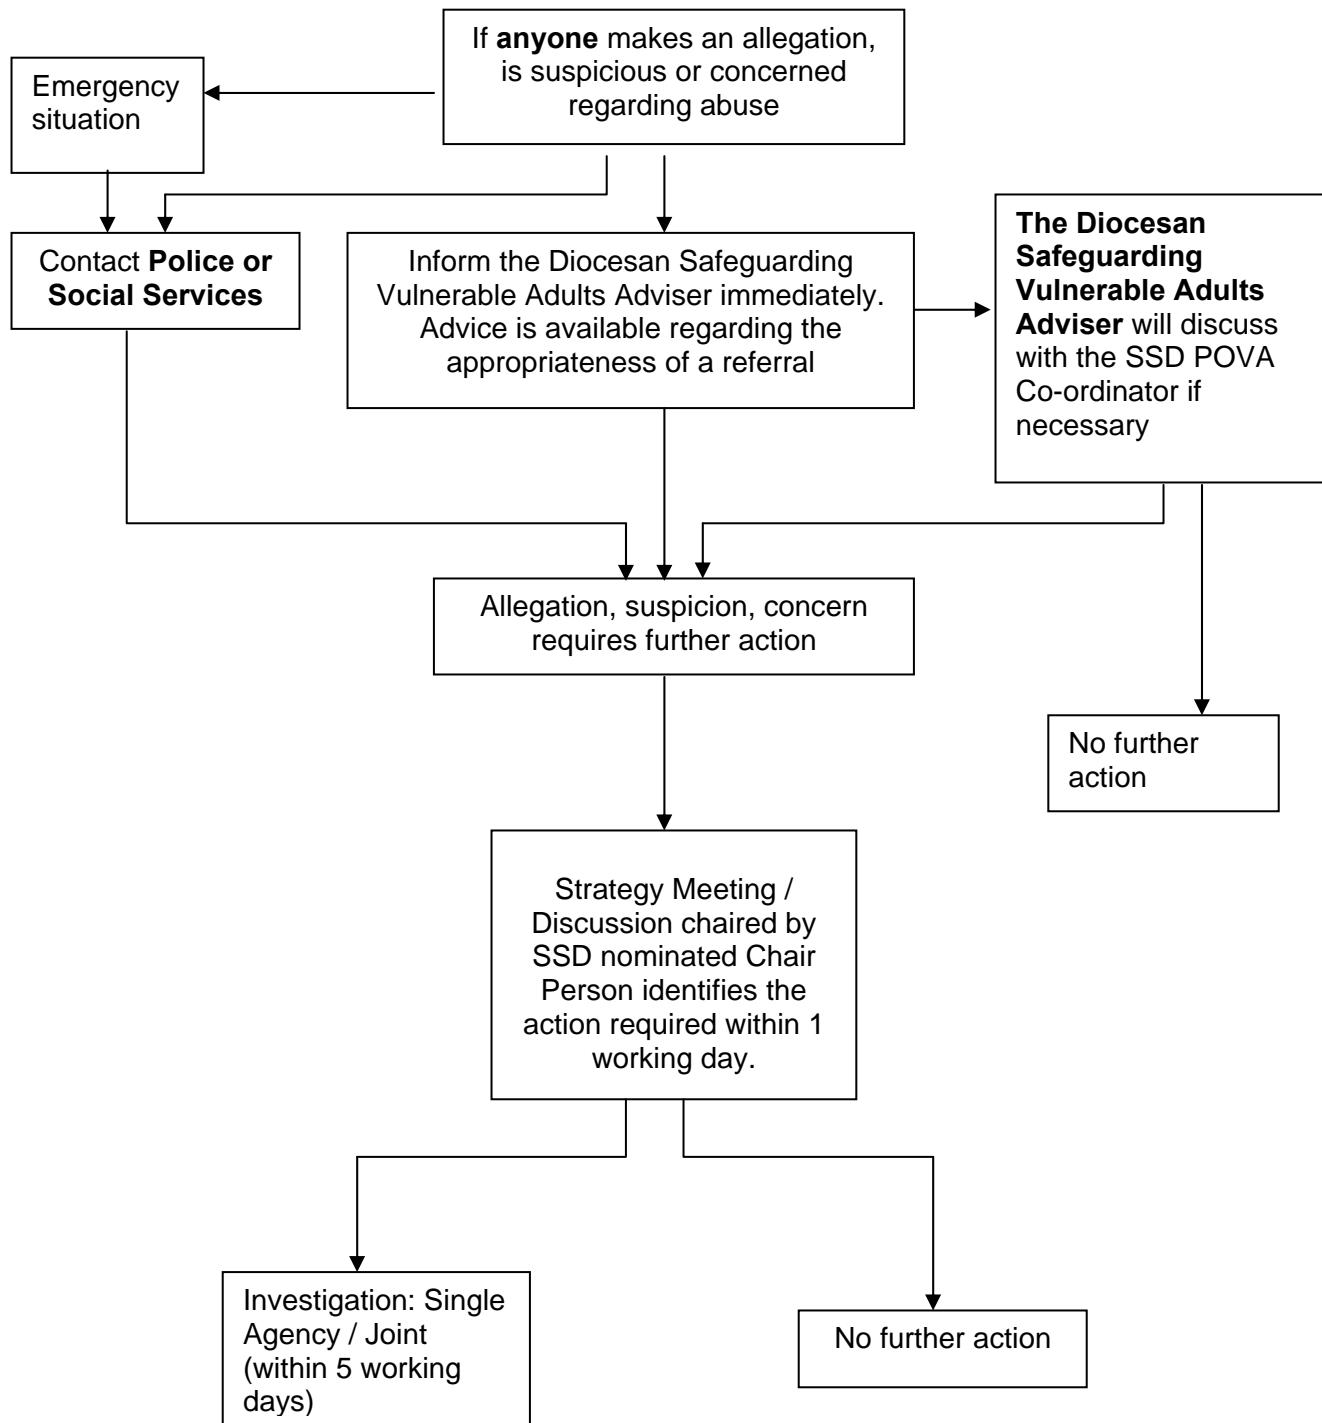 If anyone makes an allegation,
is suspicious or concerned
regarding abuse
Emergency
situation
Contact Police or
Social Services
Inform the Diocesan Safeguarding
Vulnerable Adults Adviser immediately.
Advice is available regarding the
appropriateness of a referral
The Diocesan
Safeguarding
Vulnerable Adults
Adviser will discuss
with the SSD POVA
Co-ordinator if
necessary
Allegation, suspicion, concern
requires further action
No further
action
Strategy Meeting /
Discussion chaired by
SSD nominated Chair
Person identifies the
action required within 1
working day.
Investigation: Single
Agency / Joint
(within 5 working
days)
No further action